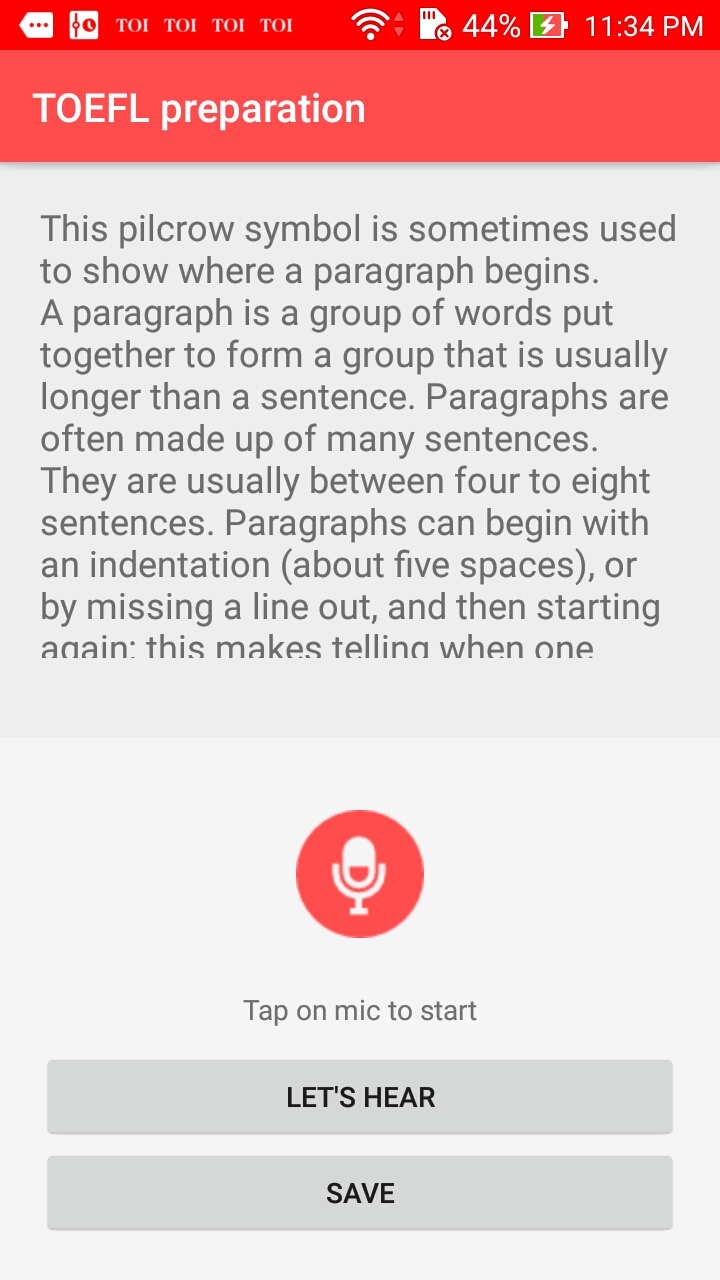 TOI TOI TOI TOI 44% 11:34 PM
TOEFL preparation
This pilcrow symbol is sometimes used
to show where a paragraph begins.
A paragraph is a group of words put
together to form a group that is usually
longer than a sentence. Paragraphs are
often made up of many sentences.
They are usually between four to eight
sentences. Paragraphs can begin with
an indentation (about five spaces), or
by missing a line out, and then starting
again; this makes telling when one
Tap on mic to start
LET'S HEAR
SAVE